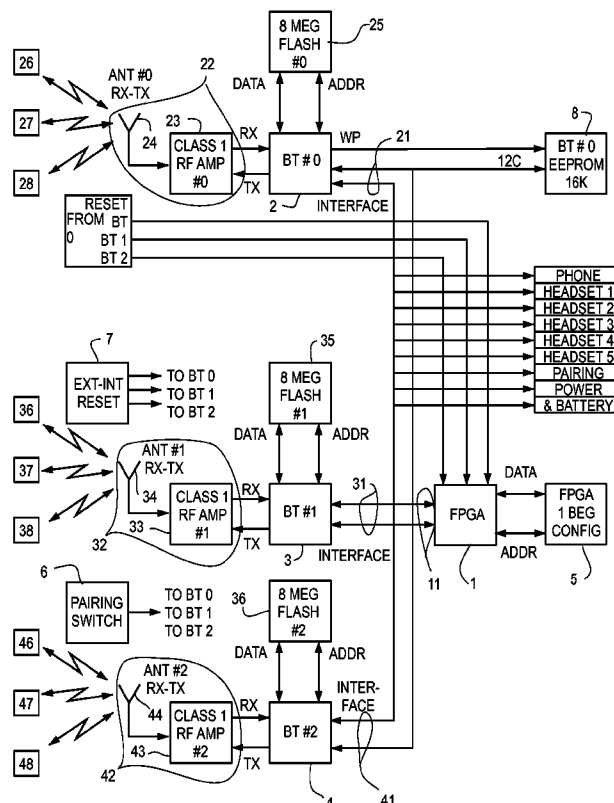 8 MEG
FLASH
#0
25
26
22
ANT #0
RX-TX
DATA
ADDR
23
8
27
24
CLASS 1
RF AMP
#0
RX
TX
BT #0
WP
21
12C
BT # 0
EEPROM
16K
28
2
INTERFACE
RESET
FROM
0
BT
BT 1
BT 2
PHONE
HEADSET 1
HEADSET 2
HEADSET 3
HEADSET 4
HEADSET 5
PAIRING
POWER
& BATTERY
7
EXT-INT
RESET
TO BT 0
TO BT 1
TO BT 2
8 MEG
FLASH
#1
35
36
ANT #1
RX-TX
DATA
ADDR
37
34
CLASS 1
RF AMP
#1
RX
TX
BT #1
31
INTERFACE
FPGA
DATA
ADDR
FPGA
1 BEG
CONFIG
38
32
33
3
11
1
5
6
PAIRING
SWITCH
TO BT 0
TO BT 1
TO BT 2
36
8 MEG
FLASH
#2
46
ANT #2
RX-TX
DATA
ADDR
INTER-
FACE
47
44
CLASS 1
RF AMP
#2
RX
TX
BT #2
48
42
43
4
41